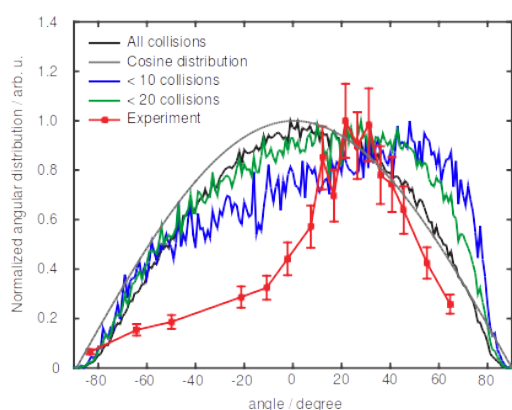 1.4
1.2
1.0
0.8
0.6
0.4
0.2
0
Normalized angular distribution / arb. u.
All collisions
Cosine distribution
< 10 collisions
< 20 collisions
Experiment
-80 -60 -40 -20 0 20 40 60 80
angle / degree